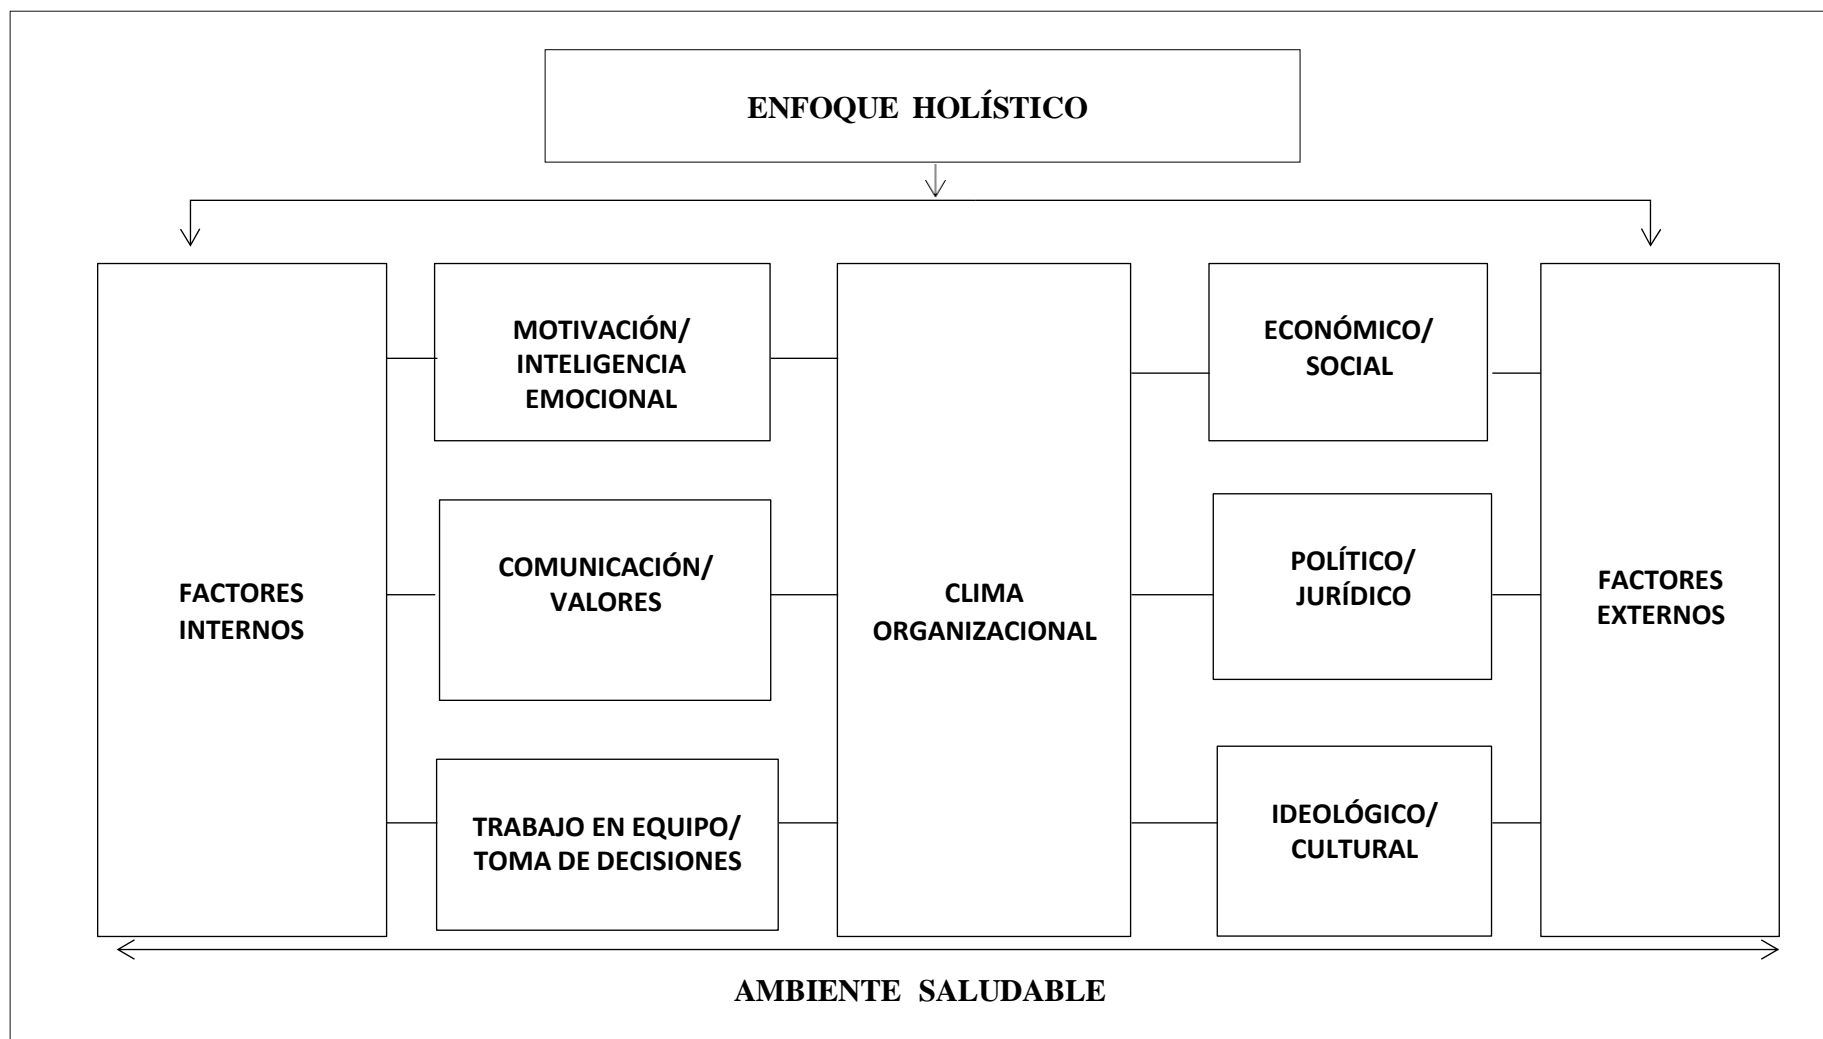 ENFOQUE HOLÍSTICO
FACTORES
INTERNOS
MOTIVACIÓN/
INTELIGENCIA
EMOCIONAL
COMUNICACIÓN/
VALORES
TRABAJO EN EQUIPO/
TOMA DE DECISIONES
CLIMA
ORGANIZACIONAL
ECONÓMICO/
SOCIAL
POLÍTICO/
JURÍDICO
IDEOLÓGICO/
CULTURAL
FACTORES
EXTERNOS
AMBIENTE SALUDABLE